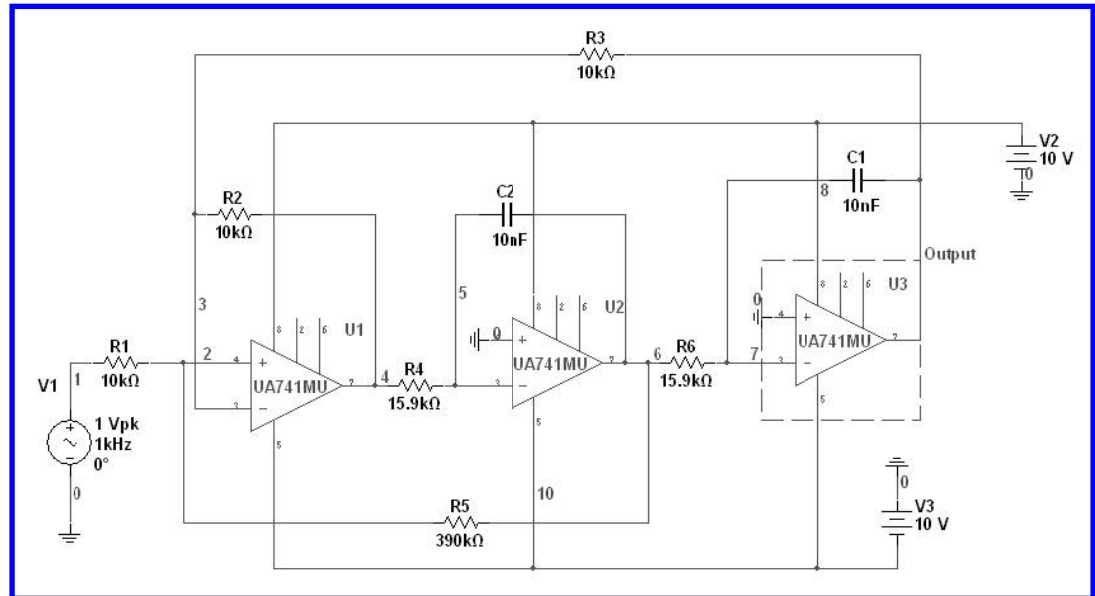 R3
10kΩ
V2
10 V
0
C1
8
10nF
R2
10kΩ
C2
10nF
Output
5
3
8
2
6
U1
8
2
6
U2
8
2
6
U3
0
4
+
0
+
7
R1
10kΩ
2
4
+
UA741MU
7
4
R4
15.9kΩ
3
−
UA741MU
7
6
R6
15.9kΩ
7
3
−
UA741MU
1
V1
3
−
1 Vpk
1kHz
0°
+
−
5
5
5
0
10
R5
390kΩ
0
V3
10 V